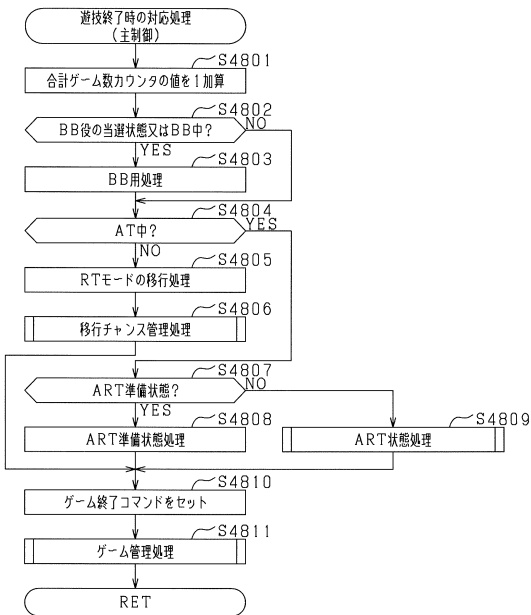 遊技終了時の対応処理
(主制御)
S4801
合計ゲーム数カウンタの値を1加算
S4802
BB役の当選状態又はBB中?
NO
YES
S4803
BB用処理
S4804
AT中?
YES
NO
S4805
RTモードの移行処理
S4806
移行チャンス管理処理
S4807
ART準備状態?
NO
YES
S4808
ART準備状態処理
S4809
ART状態処理
S4810
ゲーム終了コマンドをセット
S4811
ゲーム管理処理
RET